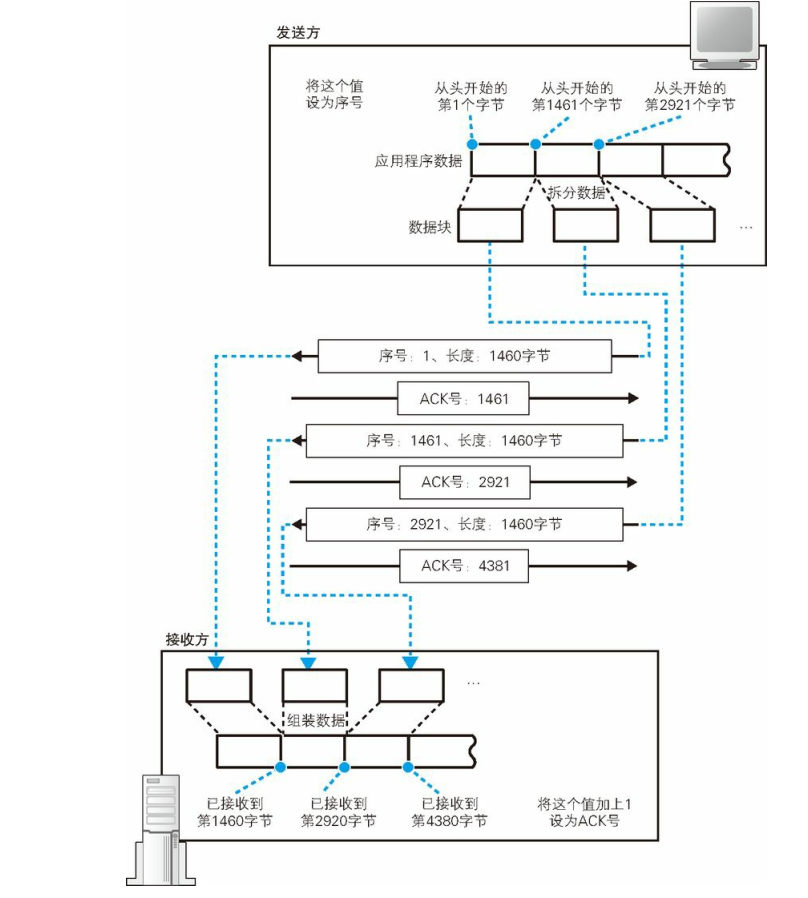 发送方
将这个值
设为序号
从头开始的
第1个字节
从头开始的
第1461个字节
从头开始的
第2921个字节
应用程序数据
拆分数据
数据块
…
序号：1、长度：1460字节
ACK号：1461
序号：1461、长度：1460字节
ACK号：2921
序号：2921、长度：1460字节
ACK号：4381
接收方
…
组装数据
已接收到
第1460字节
已接收到
第2920字节
已接收到
第4380字节
将这个值加上1
设为ACK号